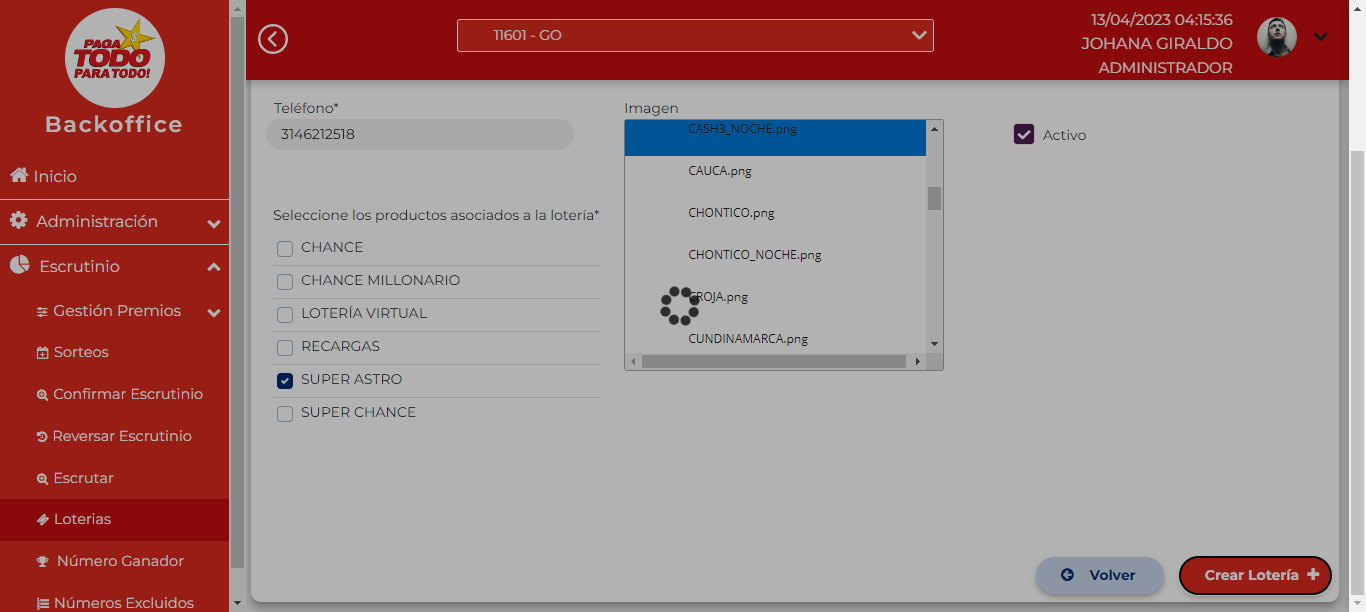 PAGA
TODO
PARA TODO!
Backoffice
Inicio
Administración
Escrutinio
Gestión Premios
Sorteos
Confirmar Escrutinio
Reversar Escrutinio
Escrutar
Loterias
Número Ganador
Números Excluidos
11601 - GO
13/04/2023 04:15:36
JOHANA GIRALDO
ADMINISTRADOR
Teléfono*
3146212518
Seleccione los productos asociados a la lotería*
CHANCE
CHANCE MILLONARIO
LOTERÍA VIRTUAL
RECARGAS
SUPER ASTRO
SUPER CHANCE
Imagen
CASH3_NOCHE.png
CAUCA.png
CHONTICO.png
CHONTICO_NOCHE.png
CROJA.png
CUNDINAMARCA.png
Activo
Volver
Crear Lotería